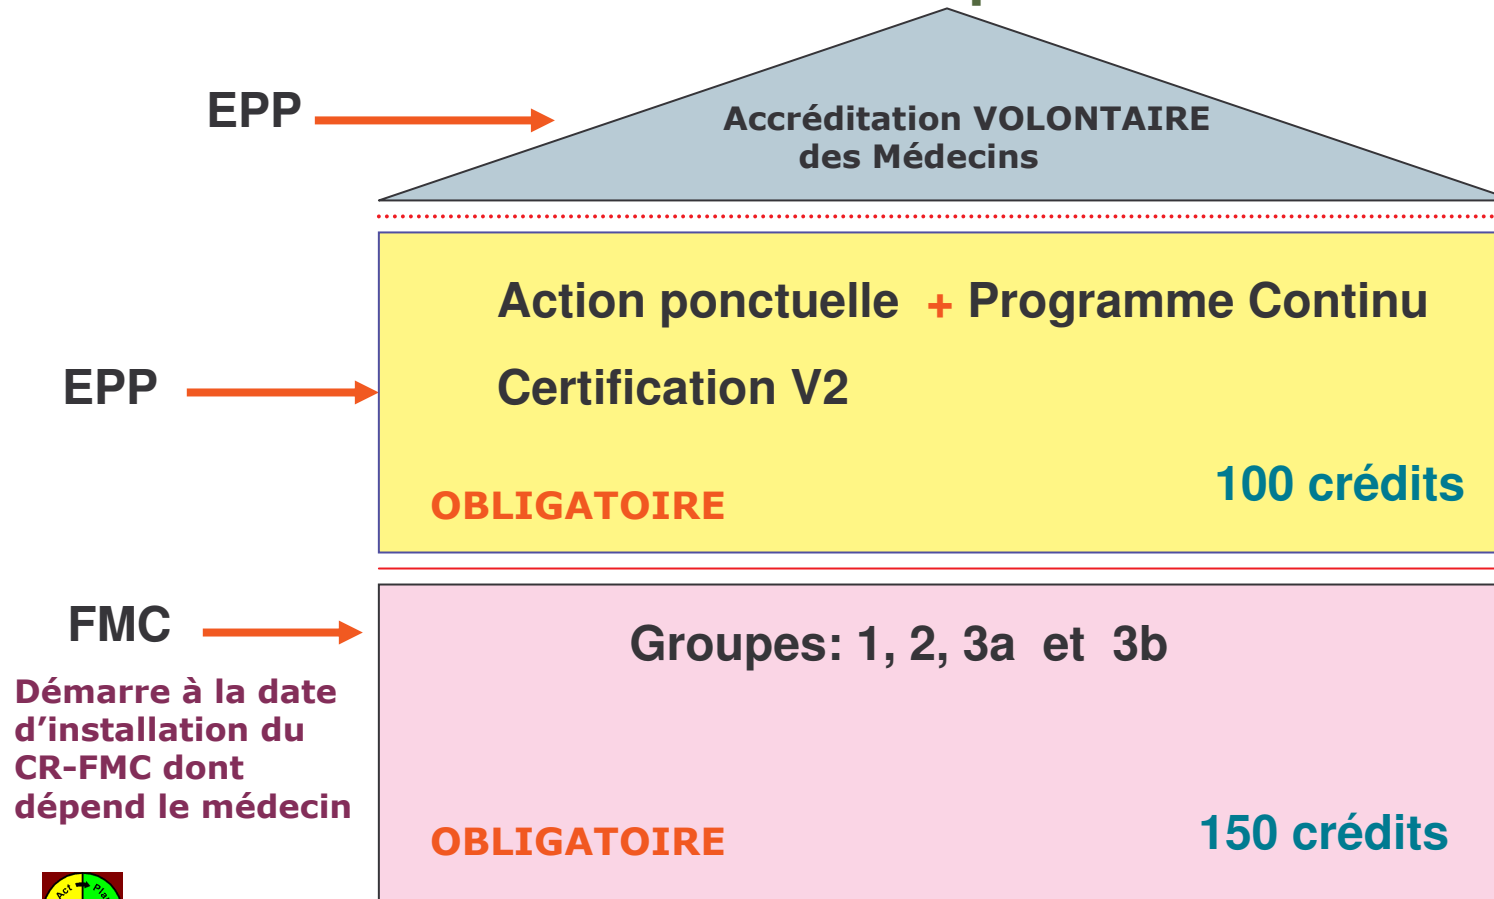 EPP
Accréditation VOLONTAIRE
des Médecins
Action ponctuelle + Programme Continu
EPP
Certification V2
100 crédits
OBLIGATOIRE
FMC
Groupes: 1, 2, 3a et 3b
Démarre à la date
d’installation du
CR-FMC dont
dépend le médecin
150 crédits
OBLIGATOIRE
Act